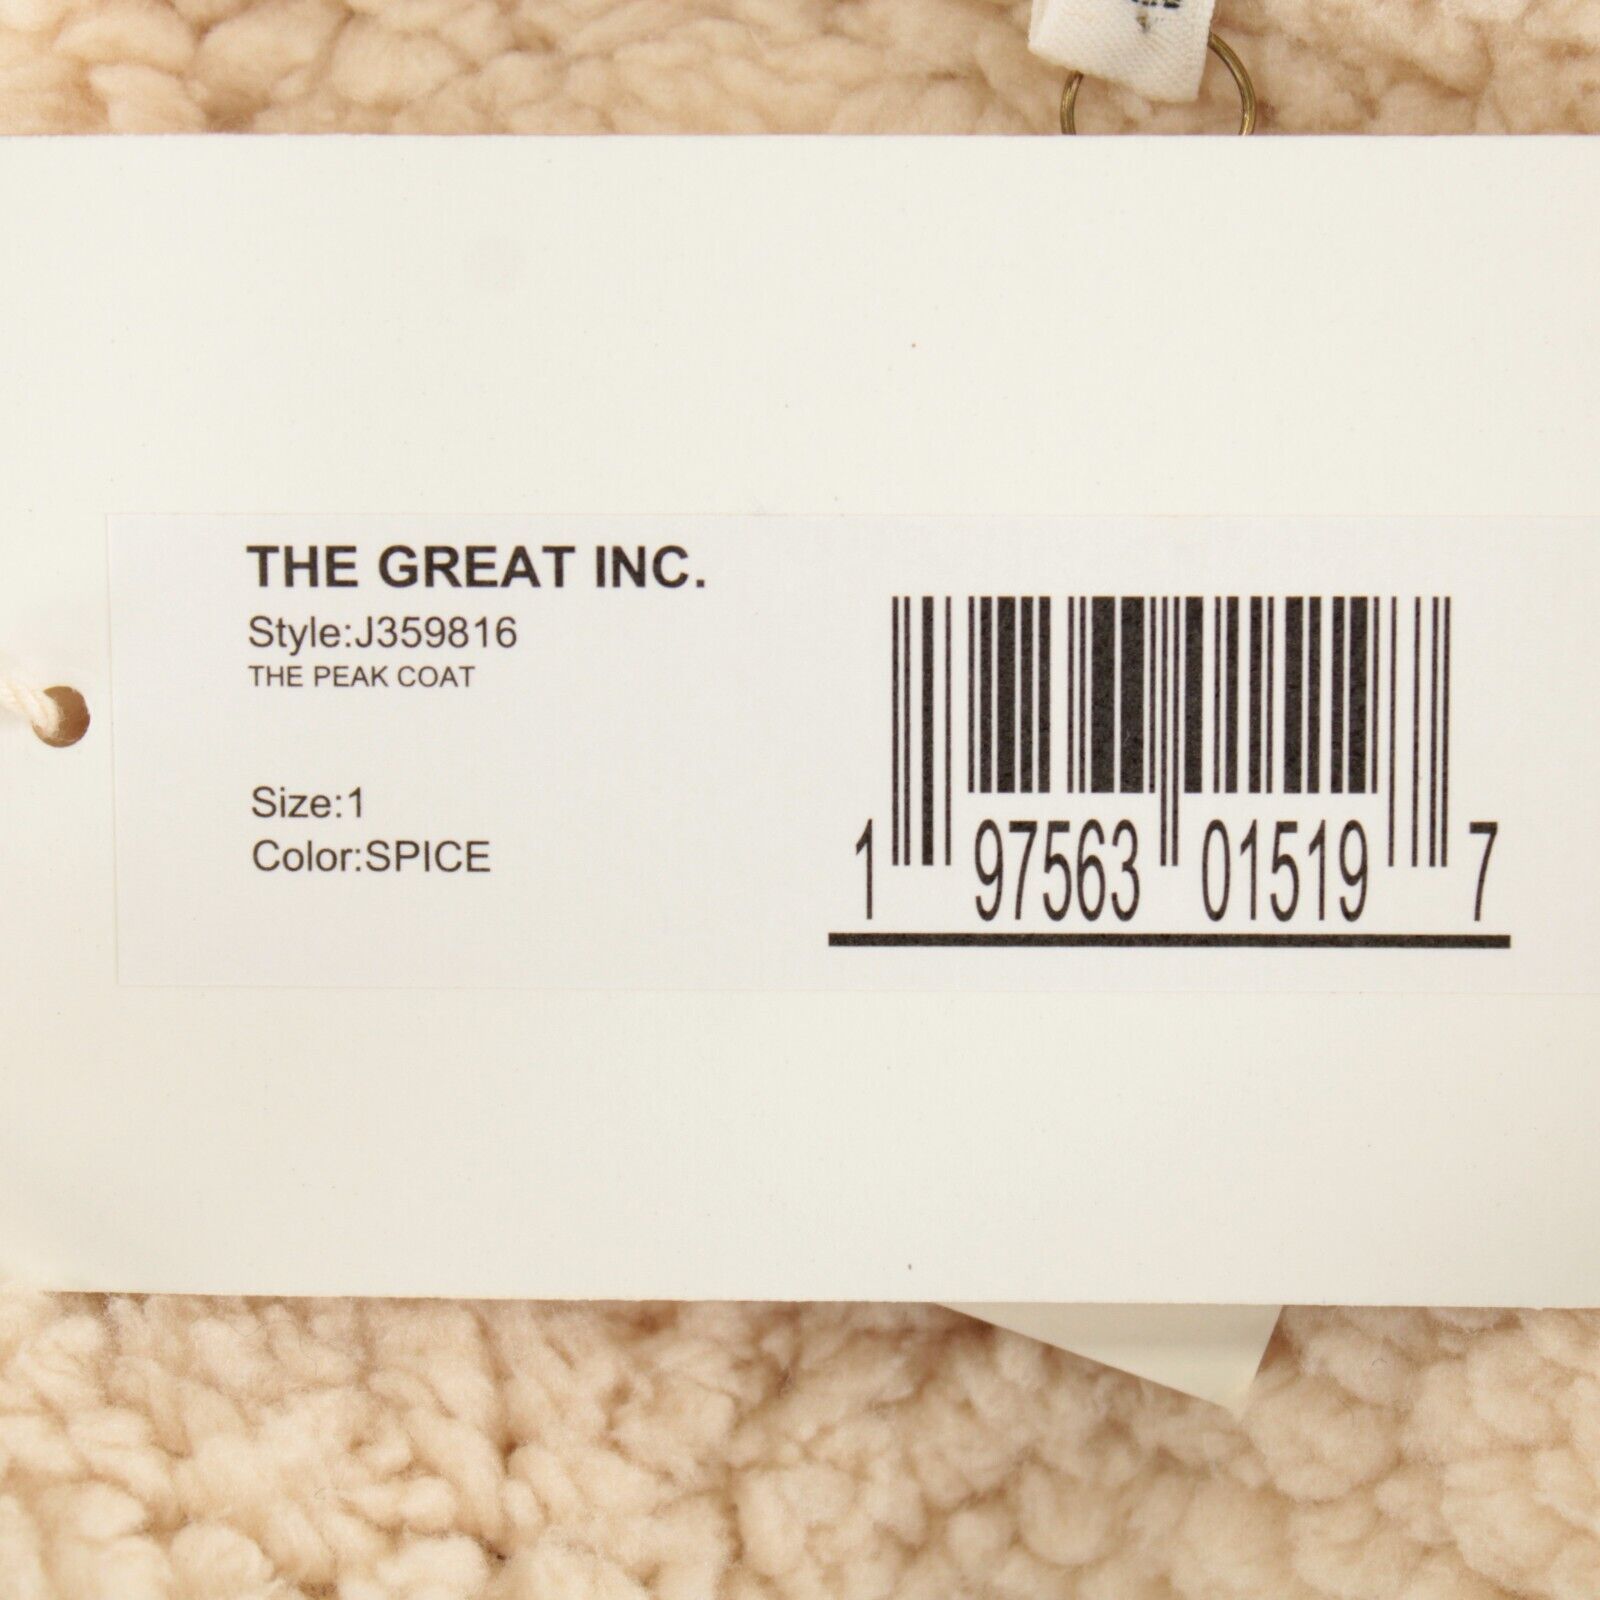 THE GREAT INC.
Style:J359816
THE PEAK COAT
Size:1
Color:SPICE
1 97563 01519 7